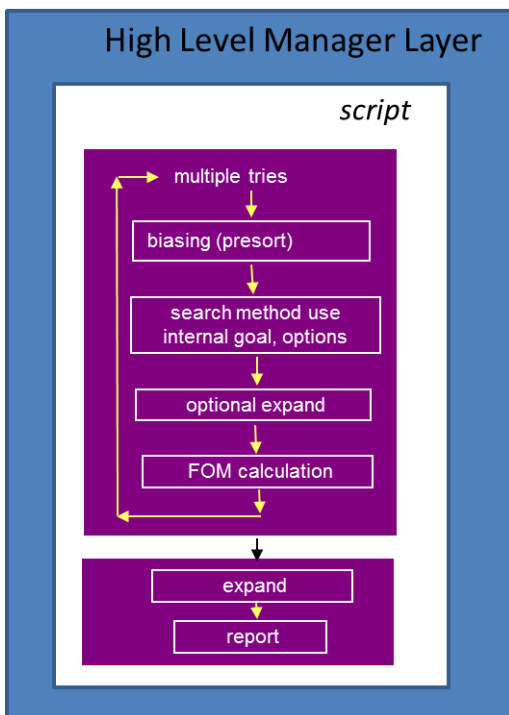 High Level Manager Layer
script
multiple tries
biasing (presort)
search method use
internal goal, options
optional expand
FOM calculation
expand
report